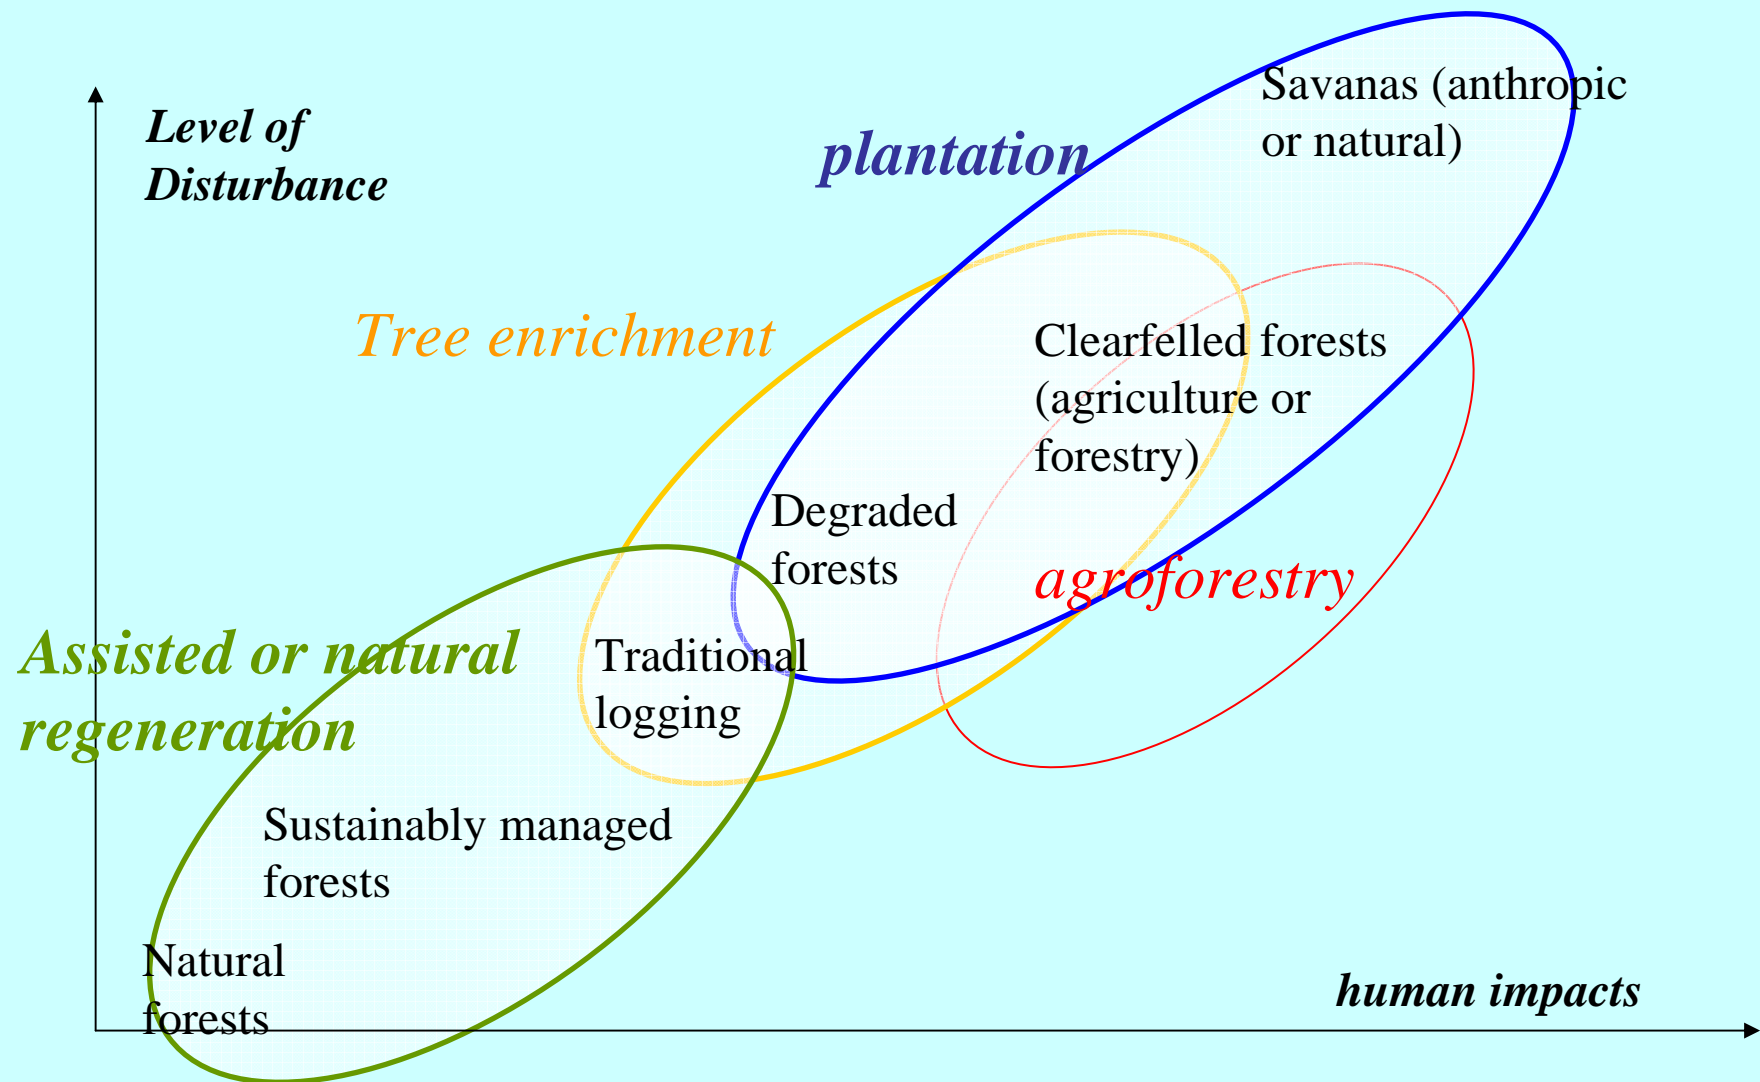 Level of
Disturbance
plantation
Savanas (anthropic
or natural)
Tree enrichment
Clearfelled forests
(agriculture or
forestry)
Degraded
forests
agroforestry
Assisted or natural
regeneration
Traditional
logging
Sustainably managed
forests
Natural
forests
human impacts